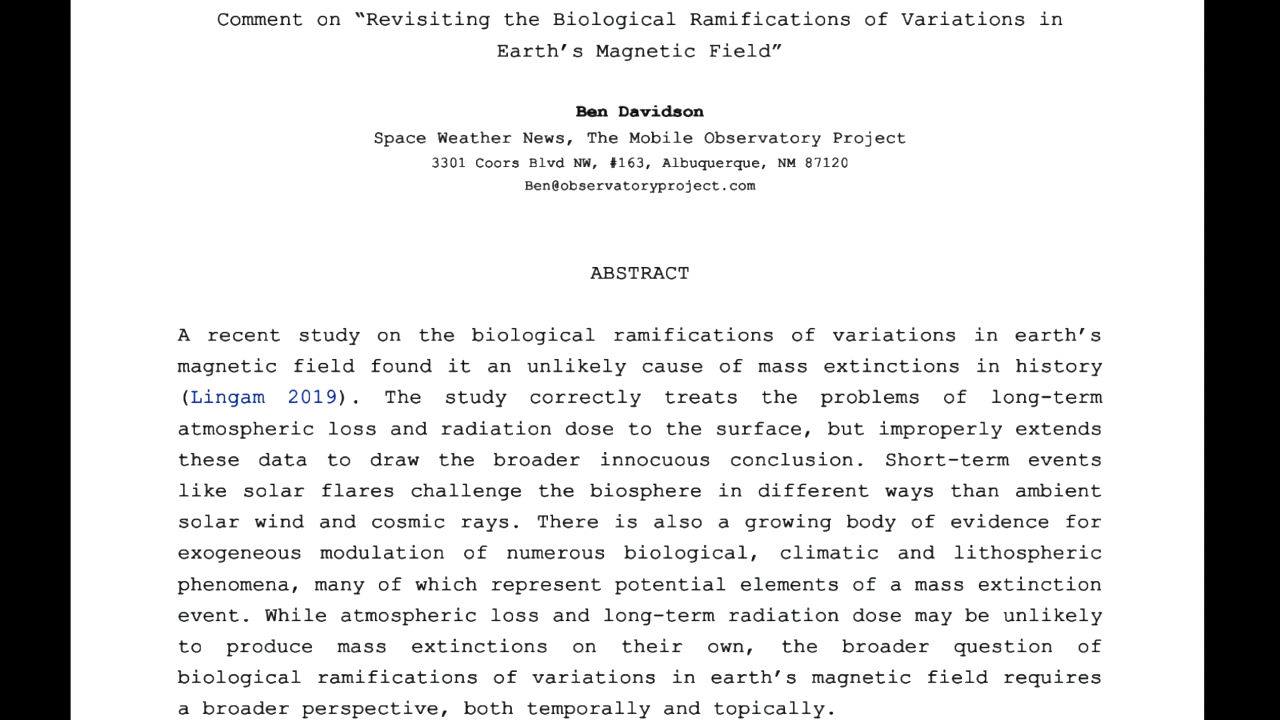 Comment on “Revisiting the Biological Ramifications of Variations in
Earth’s Magnetic Field”
Ben Davidson
Space Weather News, The Mobile Observatory Project
3301 Coors Blvd NW, #163, Albuquerque, NM 87120
Ben@observatoryproject.com
ABSTRACT
A recent study on the biological ramifications of variations in earth’s
magnetic field found it an unlikely cause of mass extinctions in history
(Lingam 2019). The study correctly treats the problems of long-term
atmospheric loss and radiation dose to the surface, but improperly extends
these data to draw the broader innocuous conclusion. Short-term events
like solar flares challenge the biosphere in different ways than ambient
solar wind and cosmic rays. There is also a growing body of evidence for
exogeneous modulation of numerous biological, climatic and lithospheric
phenomena, many of which represent potential elements of a mass extinction
event. While atmospheric loss and long-term radiation dose may be unlikely
to produce mass extinctions on their own, the broader question of
biological ramifications of variations in earth’s magnetic field requires
a broader perspective, both temporally and topically.